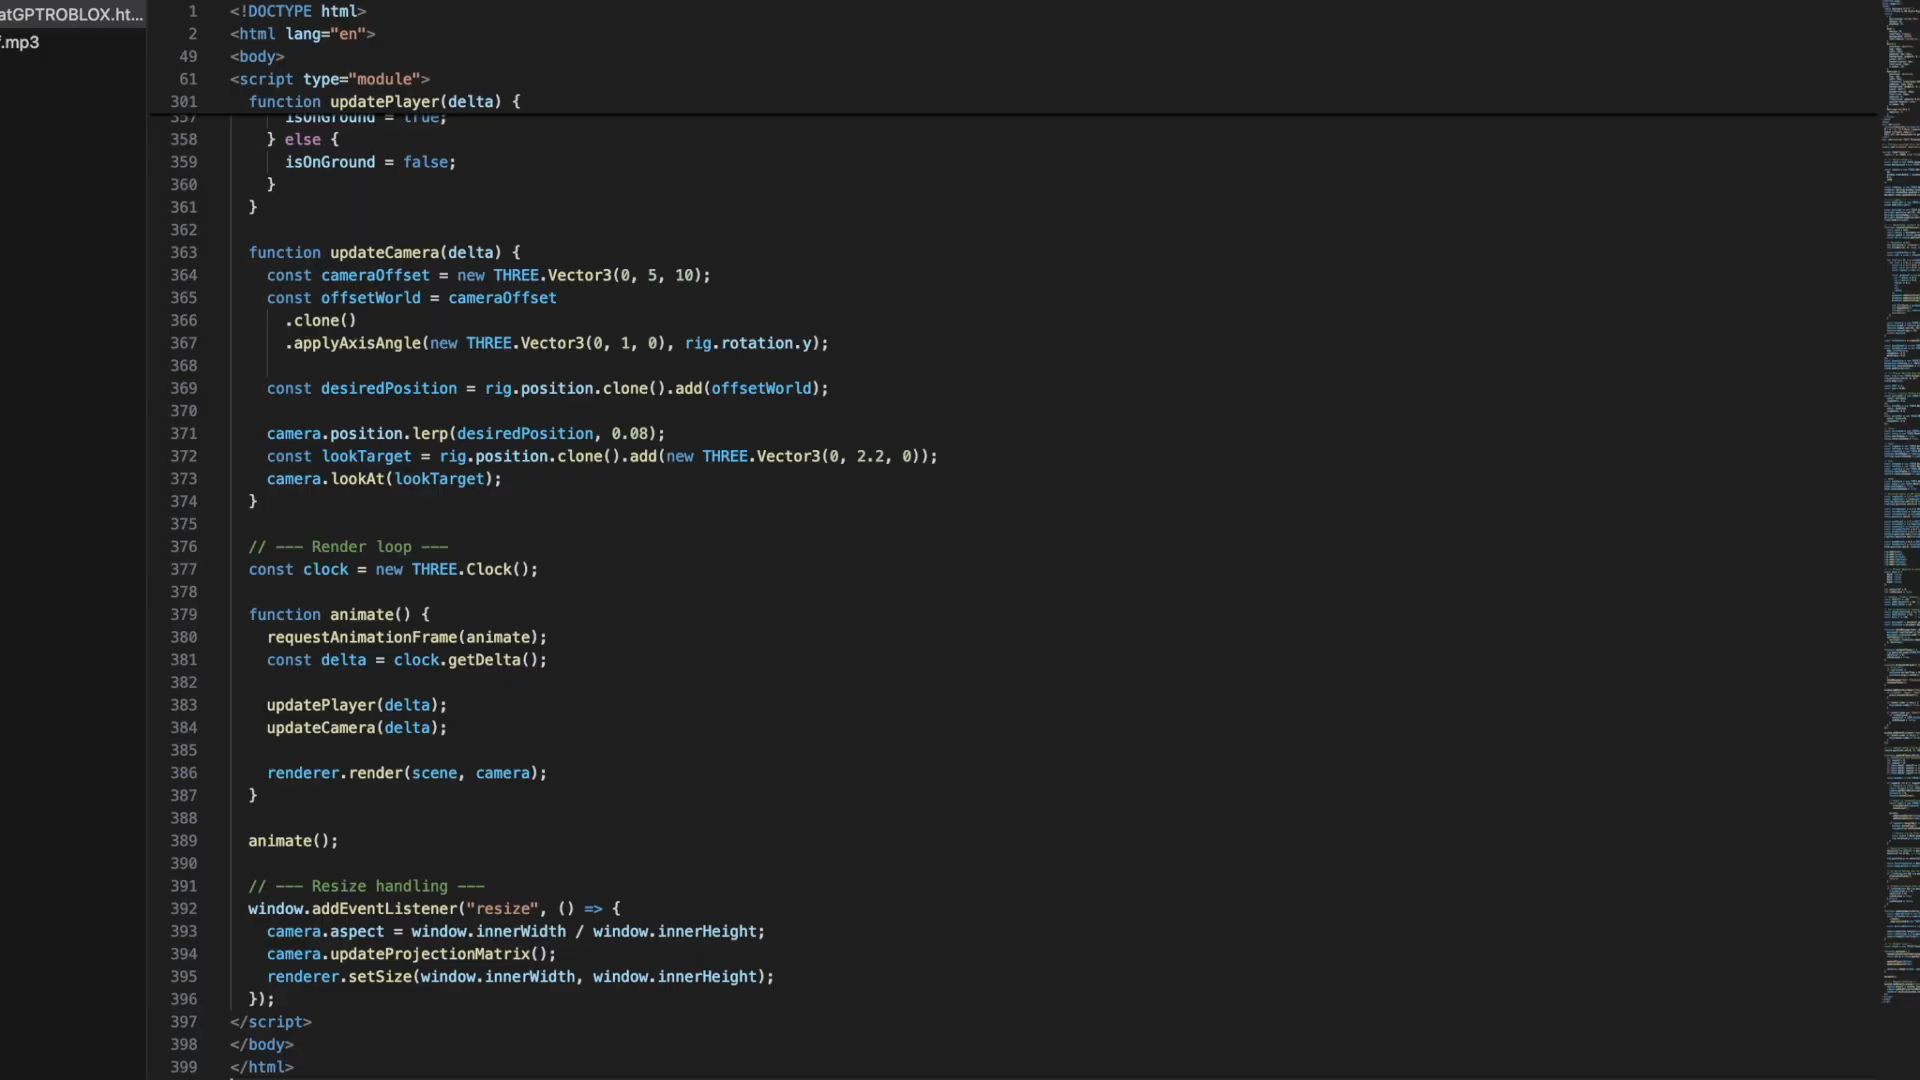 atGPTROBLOX.ht...
f.mp3
1 <!DOCTYPE html>
2 <html lang="en">
49 <body>
61 <script type="module">
301 function updatePlayer(delta) {
357 isOnGround = true;
358 } else {
359 isOnGround = false;
360 }
361 }
362
363 function updateCamera(delta) {
364 const cameraOffset = new THREE.Vector3(0, 5, 10);
365 const offsetWorld = cameraOffset
366 .clone()
367 .applyAxisAngle(new THREE.Vector3(0, 1, 0), rig.rotation.y);
368
369 const desiredPosition = rig.position.clone().add(offsetWorld);
370
371 camera.position.lerp(desiredPosition, 0.08);
372 const lookTarget = rig.position.clone().add(new THREE.Vector3(0, 2.2, 0));
373 camera.lookAt(lookTarget);
374 }
375
376 // --- Render loop ---
377 const clock = new THREE.Clock();
378
379 function animate() {
380 requestAnimationFrame(animate);
381 const delta = clock.getDelta();
382
383 updatePlayer(delta);
384 updateCamera(delta);
385
386 renderer.render(scene, camera);
387 }
388
389 animate();
390
391 // --- Resize handling ---
392 window.addEventListener("resize", () => {
393 camera.aspect = window.innerWidth / window.innerHeight;
394 camera.updateProjectionMatrix();
395 renderer.setSize(window.innerWidth, window.innerHeight);
396 });
397 </script>
398 </body>
399 </html>